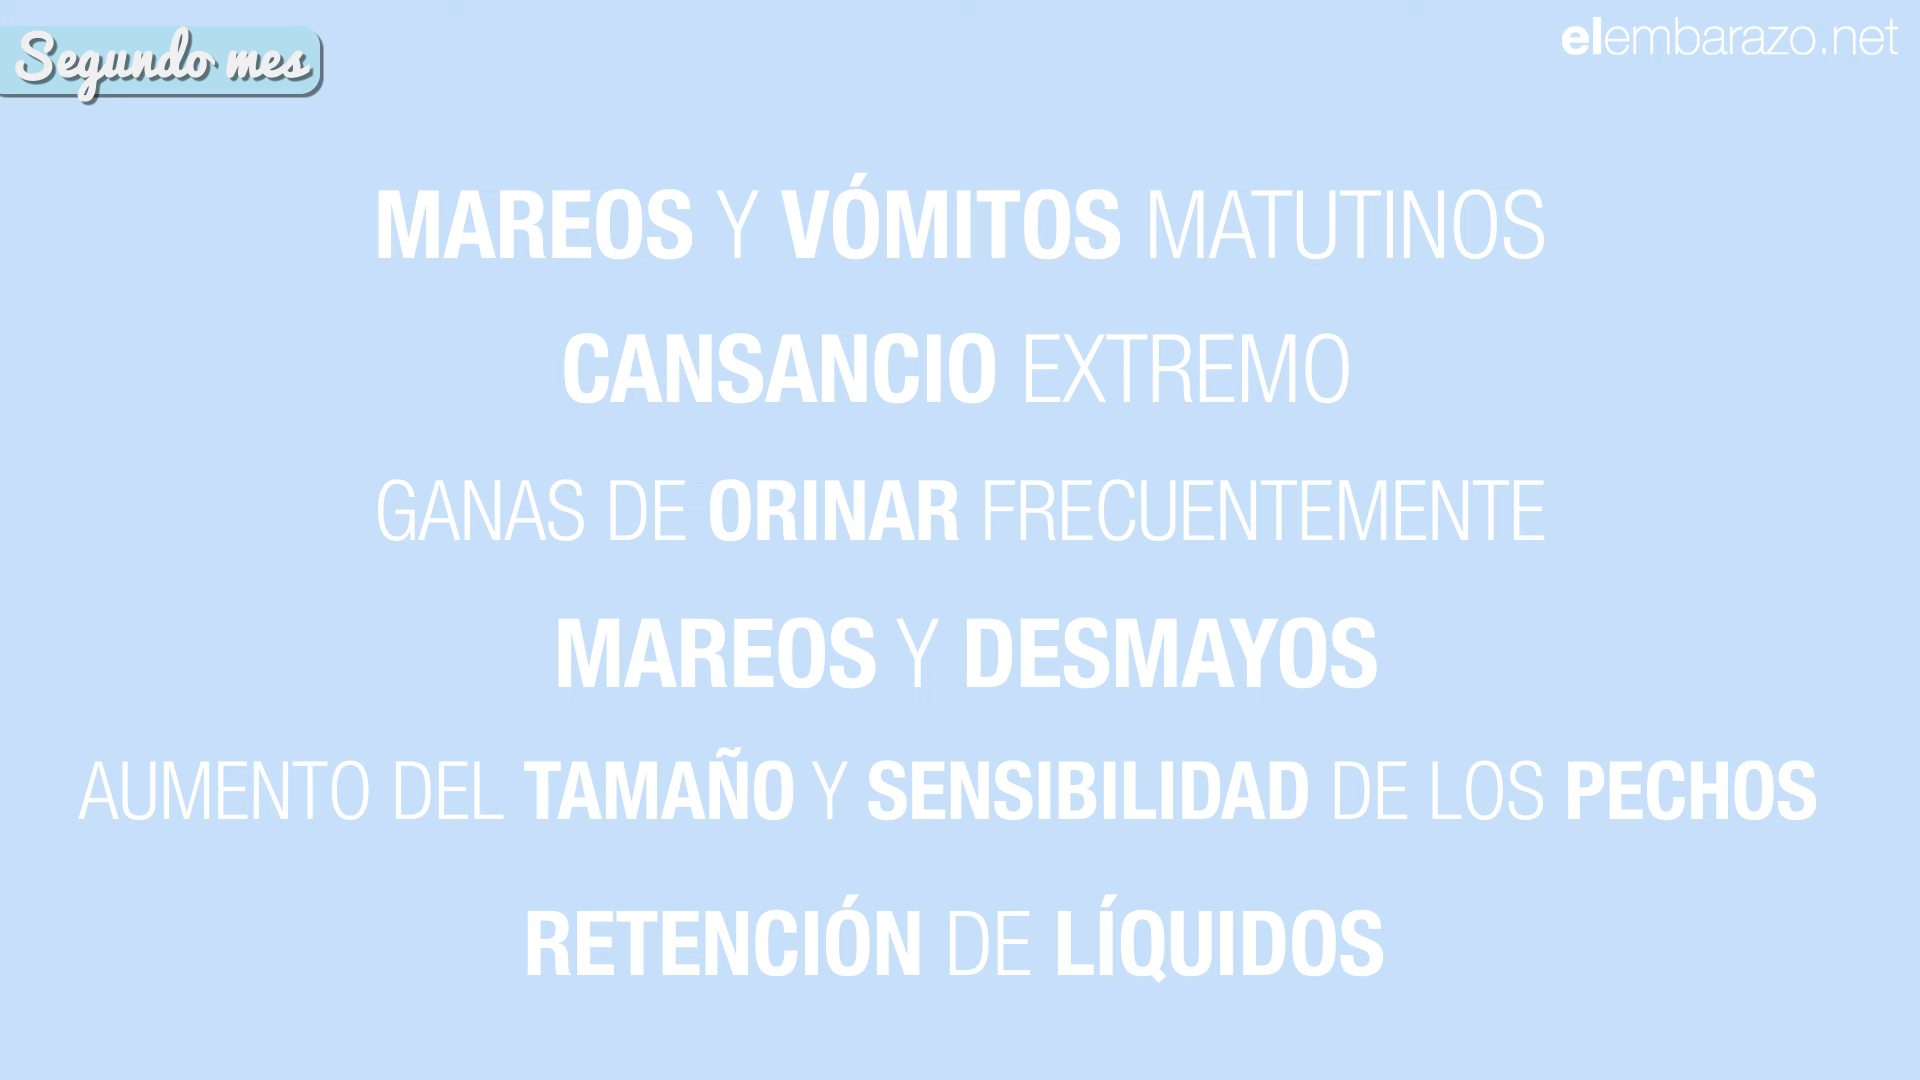 Segundo mes
elembarazo.net
MAREOS Y VÓMITOS MATUTINOS
CANSANCIO EXTREMO
GANAS DE ORINAR FRECUENTEMENTE
MAREOS Y DESMAYOS
AUMENTO DEL TAMAÑO Y SENSIBILIDAD DE LOS PECHOS
RETENCIÓN DE LÍQUIDOS